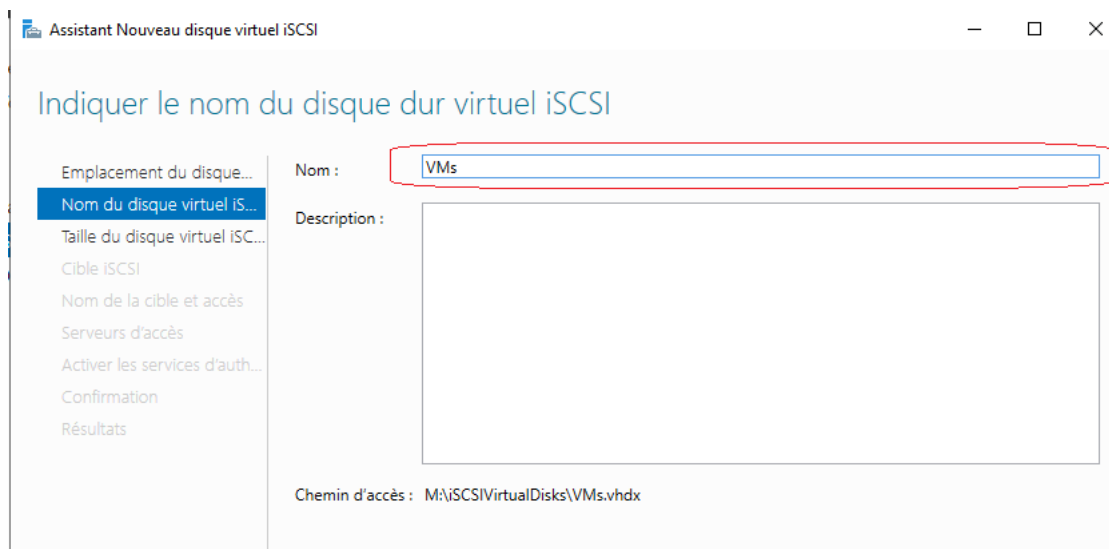 Assistant Nouveau disque virtuel iSCSI
Indiquer le nom du disque dur virtuel iSCSI
Emplacement du disque...
Nom du disque virtuel iS...
Taille du disque virtuel iSC...
Cible iSCSI
Nom de la cible et accès
Serveurs d'accès
Activer les services d'auth...
Confirmation
Résultats
Nom :
VMs
Description :
Chemin d'accès : M:\iSCSIVirtualDisks\VMs.vhdx